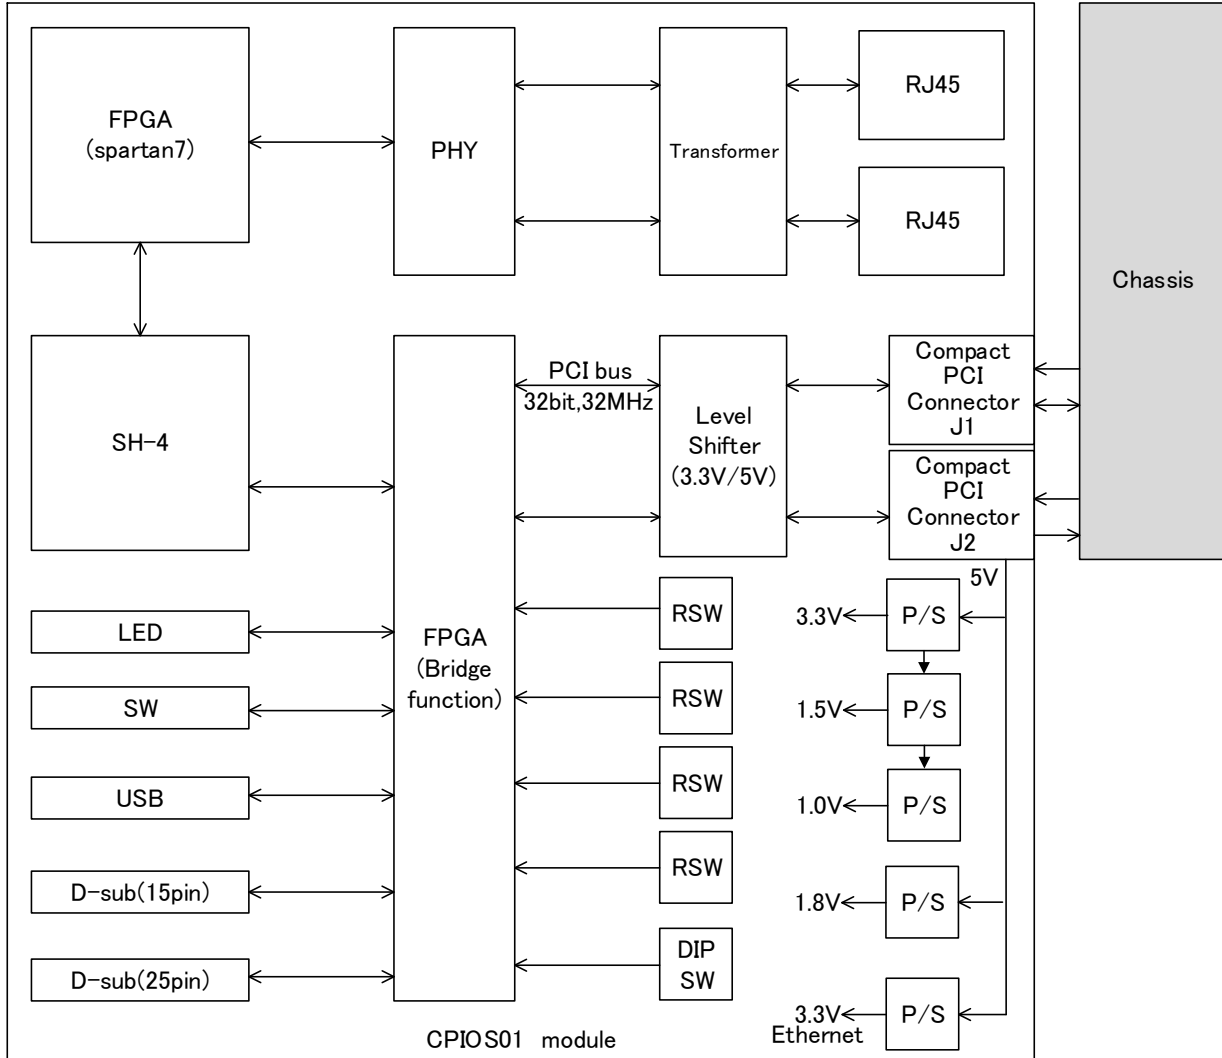 FPGA
(spartan7)
PHY
Transformer
RJ45
RJ45
Chassis
SH-4
PCI bus
32bit,32MHz
Level
Shifter
(3.3V/5V)
Compact
PCI
Connector
J1
Compact
PCI
Connector
J2
5V
LED
SW
USB
D-sub(15pin)
D-sub(25pin)
FPGA
(Bridge
function)
RSW
RSW
RSW
RSW
DIP
SW
3.3V
P/S
1.5V
P/S
1.0V
P/S
1.8V
P/S
3.3V
Ethernet
P/S
CPIOS01 module